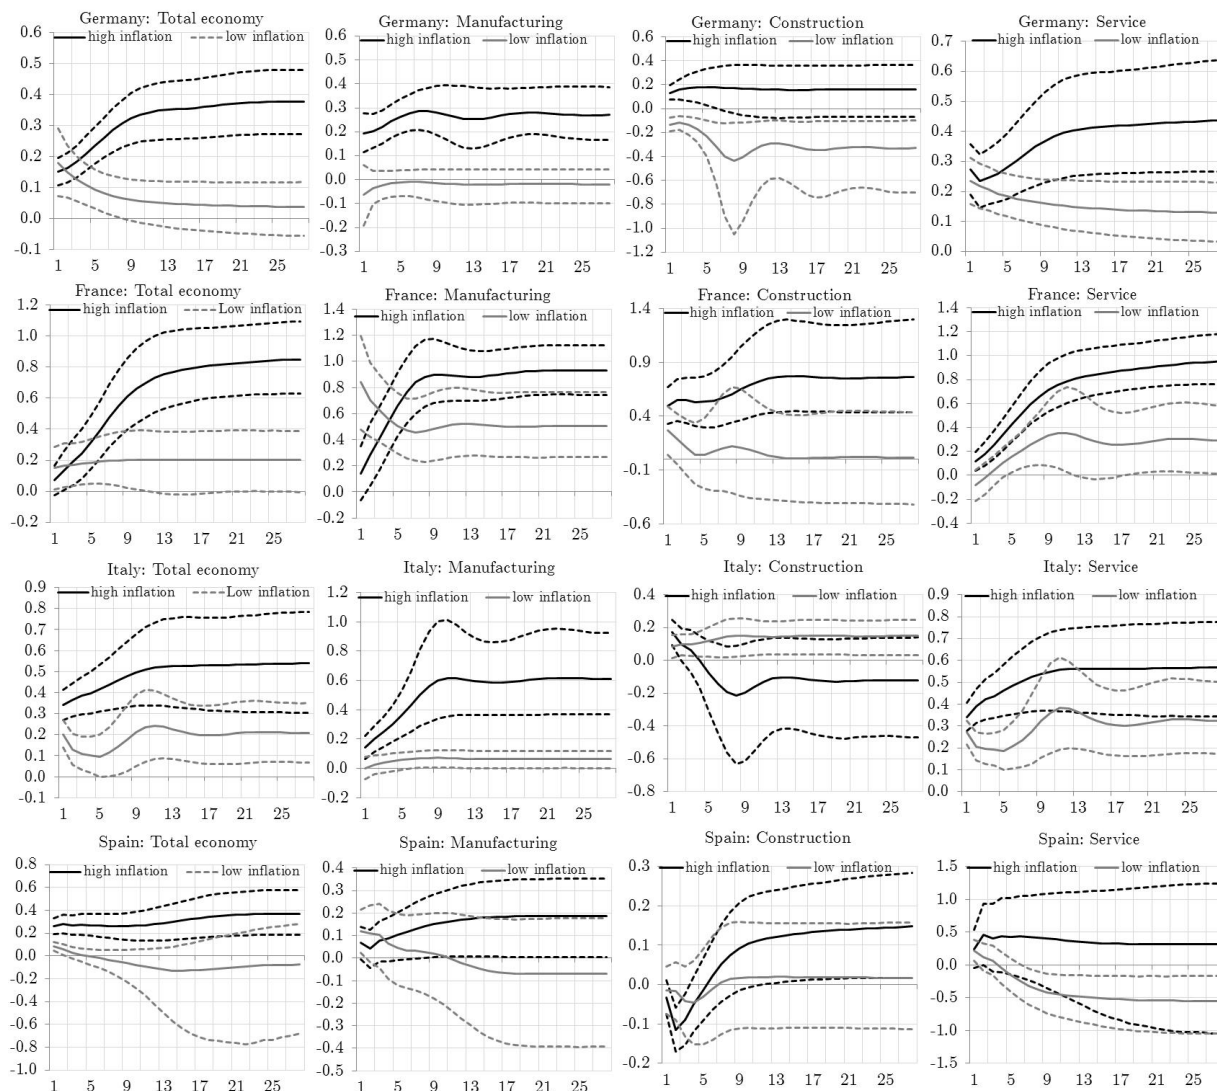 Germany: Total economy
high inflation low inflation
0.6
0.5
0.4
0.3
0.2
0.1
0.0
-0.1
1 5 9 13 17 21 25
Germany: Manufacturing
high inflation low inflation
0.6
0.5
0.4
0.3
0.2
0.1
0.0
-0.1
-0.2
-0.3
1 5 9 13 17 21 25
Germany: Construction
high inflation low inflation
0.6
0.4
0.2
0.0
-0.2
-0.4
-0.6
-0.8
-1.0
-1.2
1 5 9 13 17 21 25
Germany: Service
high inflation low inflation
0.7
0.6
0.5
0.4
0.3
0.2
0.1
0.0
1 5 9 13 17 21 25
France: Total economy
high inflation Low inflation
1.2
1.0
0.8
0.6
0.4
0.2
0.0
-0.2
1 5 9 13 17 21 25
France: Manufacturing
high inflation low inflation
1.4
1.2
1.0
0.8
0.6
0.4
0.2
0.0
-0.2
1 5 9 13 17 21 25
France: Construction
high inflation low inflation
1.4
0.9
0.4
-0.1
-0.6
1 5 9 13 17 21 25
France: Service
high inflation low inflation
1.4
1.2
1.0
0.8
0.6
0.4
0.2
0.0
-0.2
-0.4
1 5 9 13 17 21 25
Italy: Total economy
high inflation Low inflation
0.9
0.8
0.7
0.6
0.5
0.4
0.3
0.2
0.1
0.0
-0.1
1 5 9 13 17 21 25
Italy: Manufacturing
high inflation low inflation
1.2
1.0
0.8
0.6
0.4
0.2
0.0
-0.2
1 5 9 13 17 21 25
Italy: Construction
high inflation low inflation
0.4
0.2
0.0
-0.2
-0.4
-0.6
-0.8
1 5 9 13 17 21 25
Italy: Service
high inflation low inflation
0.9
0.8
0.7
0.6
0.5
0.4
0.3
0.2
0.1
0.0
1 5 9 13 17 21 25
Spain: Total economy
high inflation low inflation
0.8
0.6
0.4
0.2
0.0
-0.2
-0.4
-0.6
-0.8
-1.0
1 5 9 13 17 21 25
Spain: Manufacturing
high inflation low inflation
0.4
0.3
0.2
0.1
0.0
-0.1
-0.2
-0.3
-0.4
-0.5
1 5 9 13 17 21 25
Spain: Construction
high inflation low inflation
0.3
0.2
0.1
0.0
-0.1
-0.2
1 5 9 13 17 21 25
Spain: Service
high inflation low inflation
1.5
1.0
0.5
0.0
-0.5
-1.0
-1.5
1 5 9 13 17 21 25